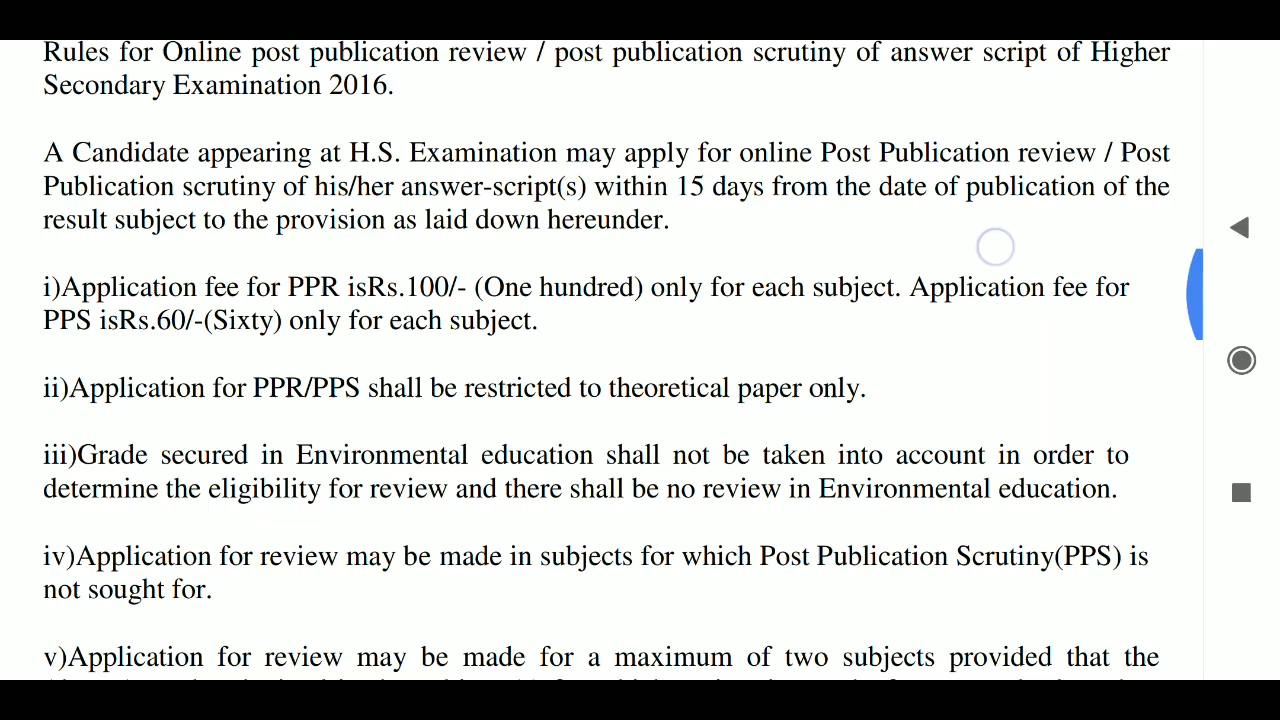 Rules for Online post publication review / post publication scrutiny of answer script of Higher
Secondary Examination 2016.
A Candidate appearing at H.S. Examination may apply for online Post Publication review / Post
Publication scrutiny of his/her answer-script(s) within 15 days from the date of publication of the
result subject to the provision as laid down hereunder.
i)Application fee for PPR isRs.100/- (One hundred) only for each subject. Application fee for
PPS isRs.60/-(Sixty) only for each subject.
ii)Application for PPR/PPS shall be restricted to theoretical paper only.
iii)Grade secured in Environmental education shall not be taken into account in order to
determine the eligibility for review and there shall be no review in Environmental education.
iv)Application for review may be made in subjects for which Post Publication Scrutiny(PPS) is
not sought for.
v)Application for review may be made for a maximum of two subjects provided that the